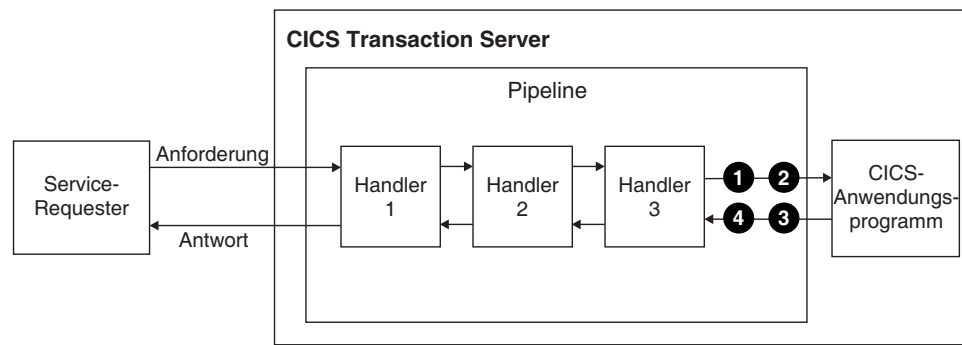 CICS Transaction Server
Pipeline
Anforderung
Service-
Requester
Antwort
Handler
1
Handler
2
Handler
3
1
2
4
3
CICS-
Anwendungs-
programm